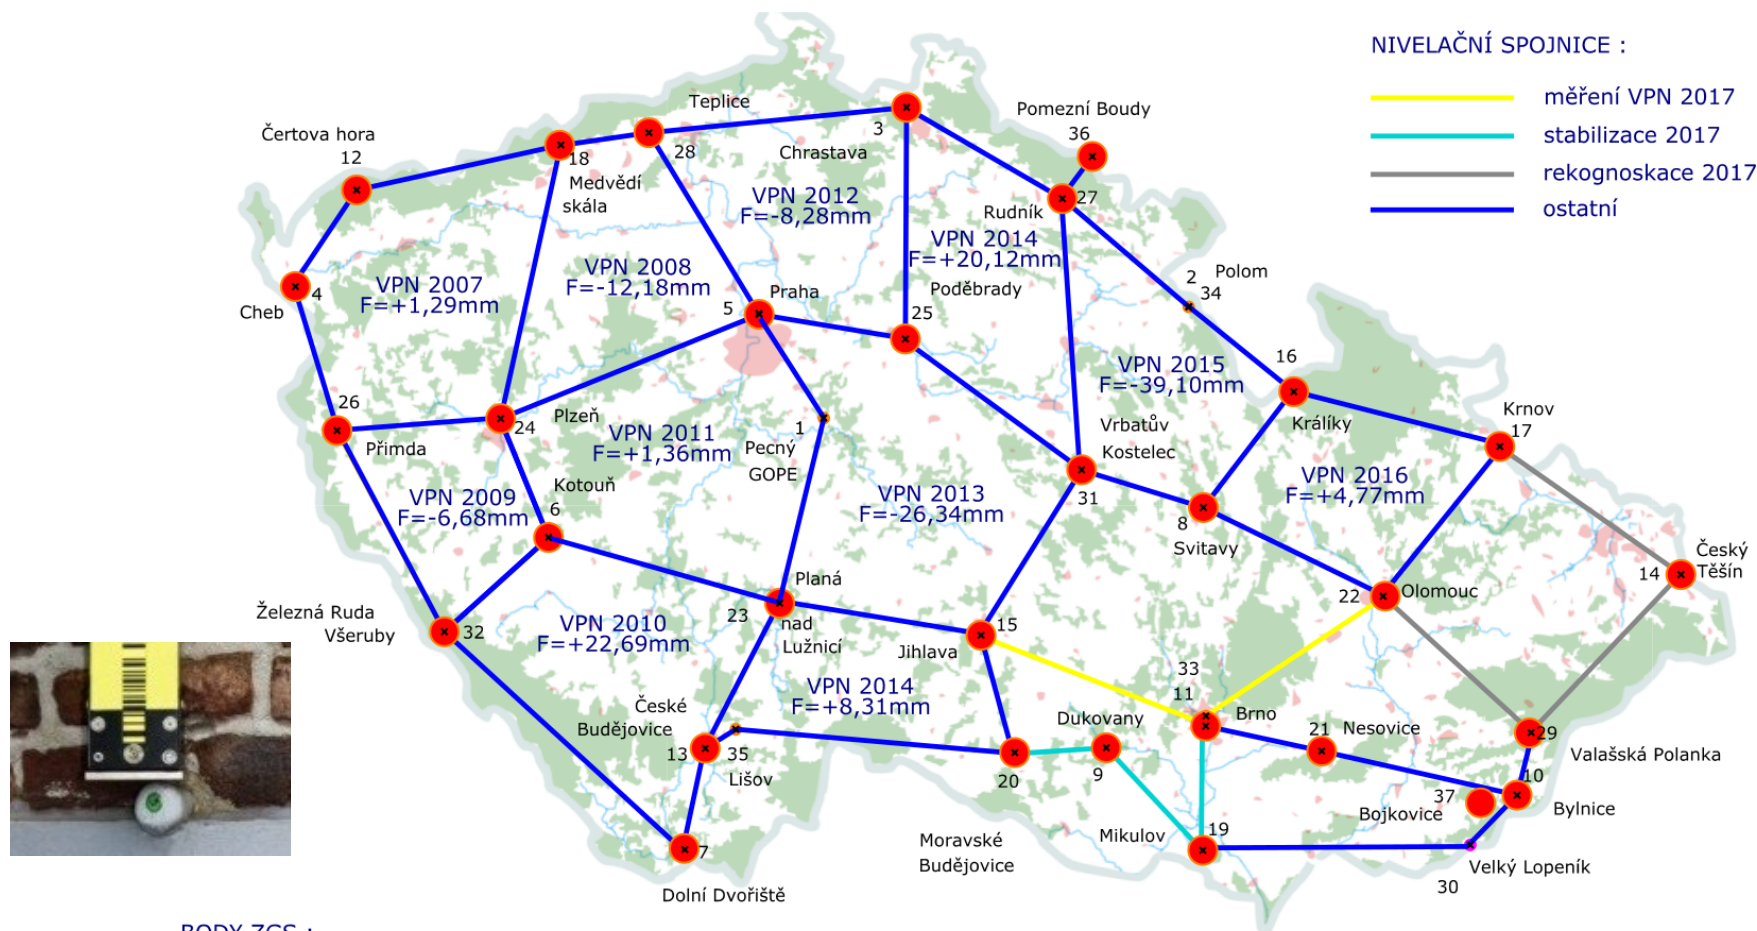 NIVELAČNÍ SPOJNICE :
měření VPN 2017
stabilizace 2017
rekognoskace 2017
ostatní
Teplice
Pomezní Boudy
36
Čertova hora
12
3
28
18
Chrastava
Medvědí
skála
VPN 2012
F=-8,28mm
Rudník
27
VPN 2014
F=+20,12mm
VPN 2008
F=-12,18mm
VPN 2007
F=+1,29mm
4
Cheb
Praha
5
Poděbrady
25
2
34
Polom
16
VPN 2015
F=-39,10mm
Králíky
Krnov
17
26
Přimda
Plzeň
24
VPN 2011
F=+1,36mm
1
Pecný
GOPE
Vrbatův
Kostelec
31
VPN 2016
F=+4,77mm
Kotouň
6
VPN 2009
F=-6,68mm
VPN 2013
F=-26,34mm
8
Svitavy
Český
Těšín
14
22
Olomouc
Planá
nad
Lužnicí
23
Železná Ruda
Všeruby
32
VPN 2010
F=+22,69mm
15
Jihlava
33
11
Brno
VPN 2014
F=+8,31mm
České
Budějovice
13
35
Lišov
Dukovany
9
20
21
Nesovice
29
Valašská Polanka
10
37
Bojkovice
Bylnice
19
Mikulov
Moravské
Budějovice
7
Dolní Dvořiště
Velký Lopeník
30
BODY ZGS :